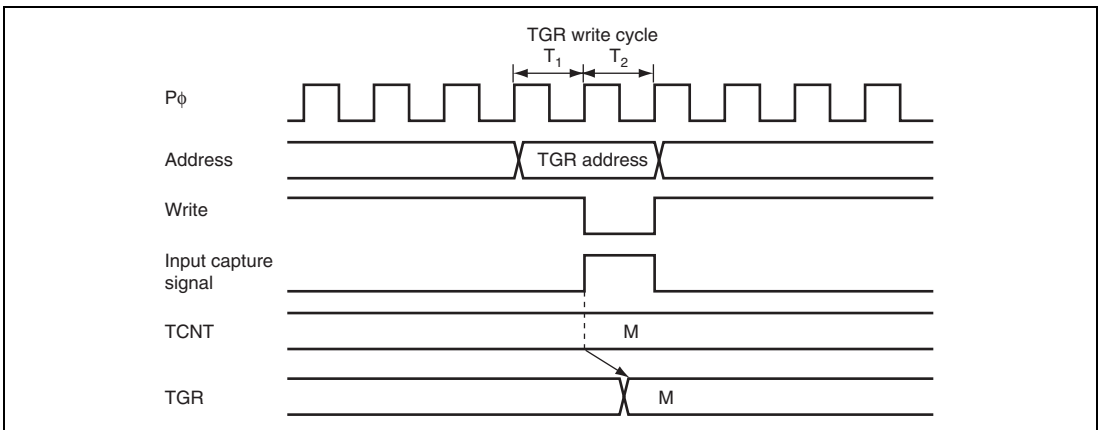 TGR write cycle
T1 T2
Pϕ
Address
TGR address
Write
Input capture
signal
TCNT
M
TGR
M